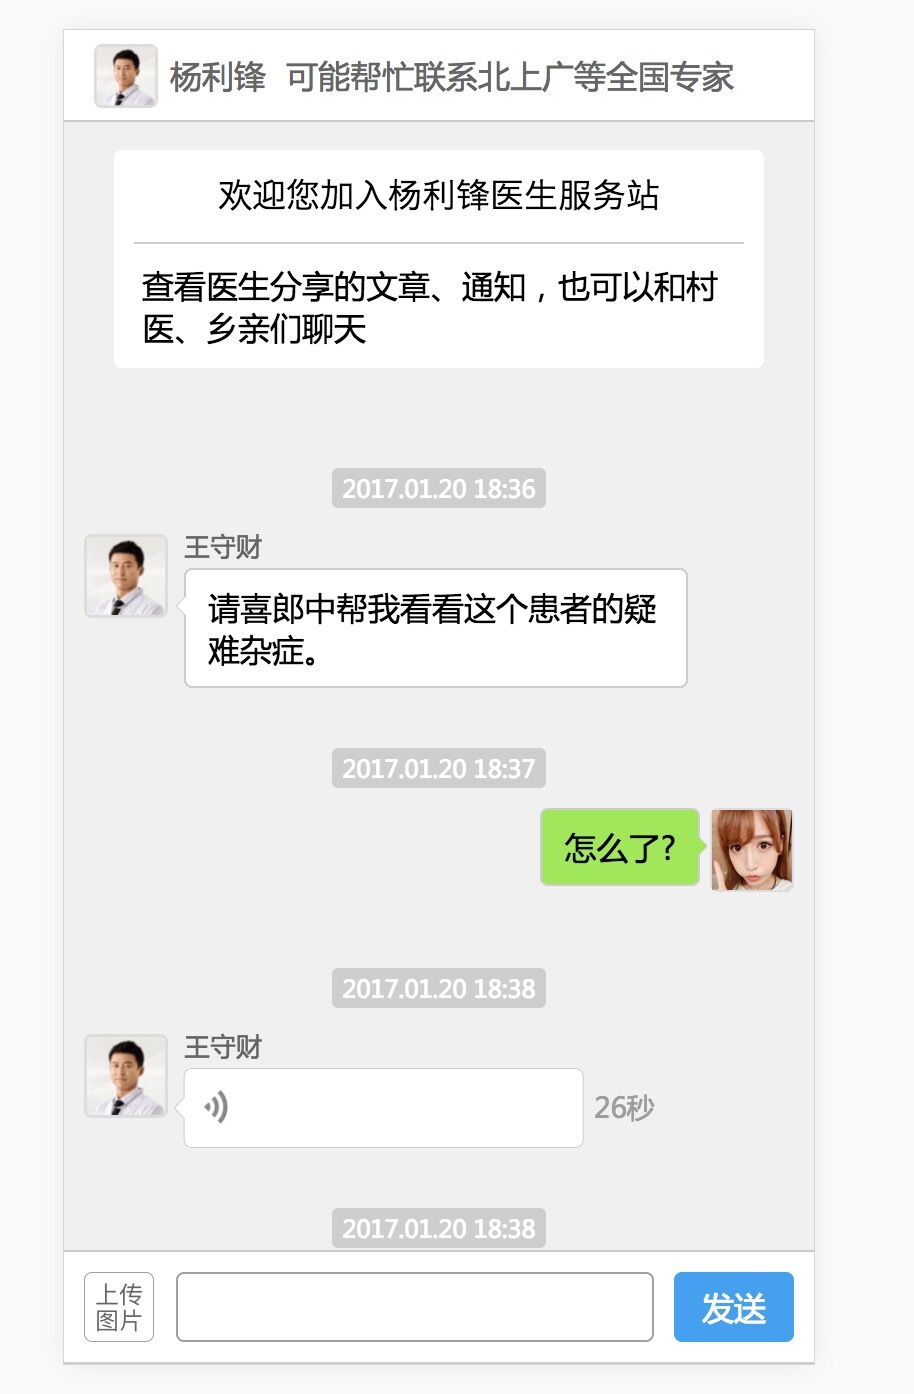 杨利锋 可能帮忙联系北上广等全国专家
欢迎您加入杨利锋医生服务站
查看医生分享的文章、通知，也可以和村
医、乡亲们聊天
2017.01.20 18:36
王守财
请喜郎中帮我看看这个患者的疑
难杂症。
2017.01.20 18:37
怎么了?
2017.01.20 18:38
王守财
26秒
2017.01.20 18:38
上传
图片
发送